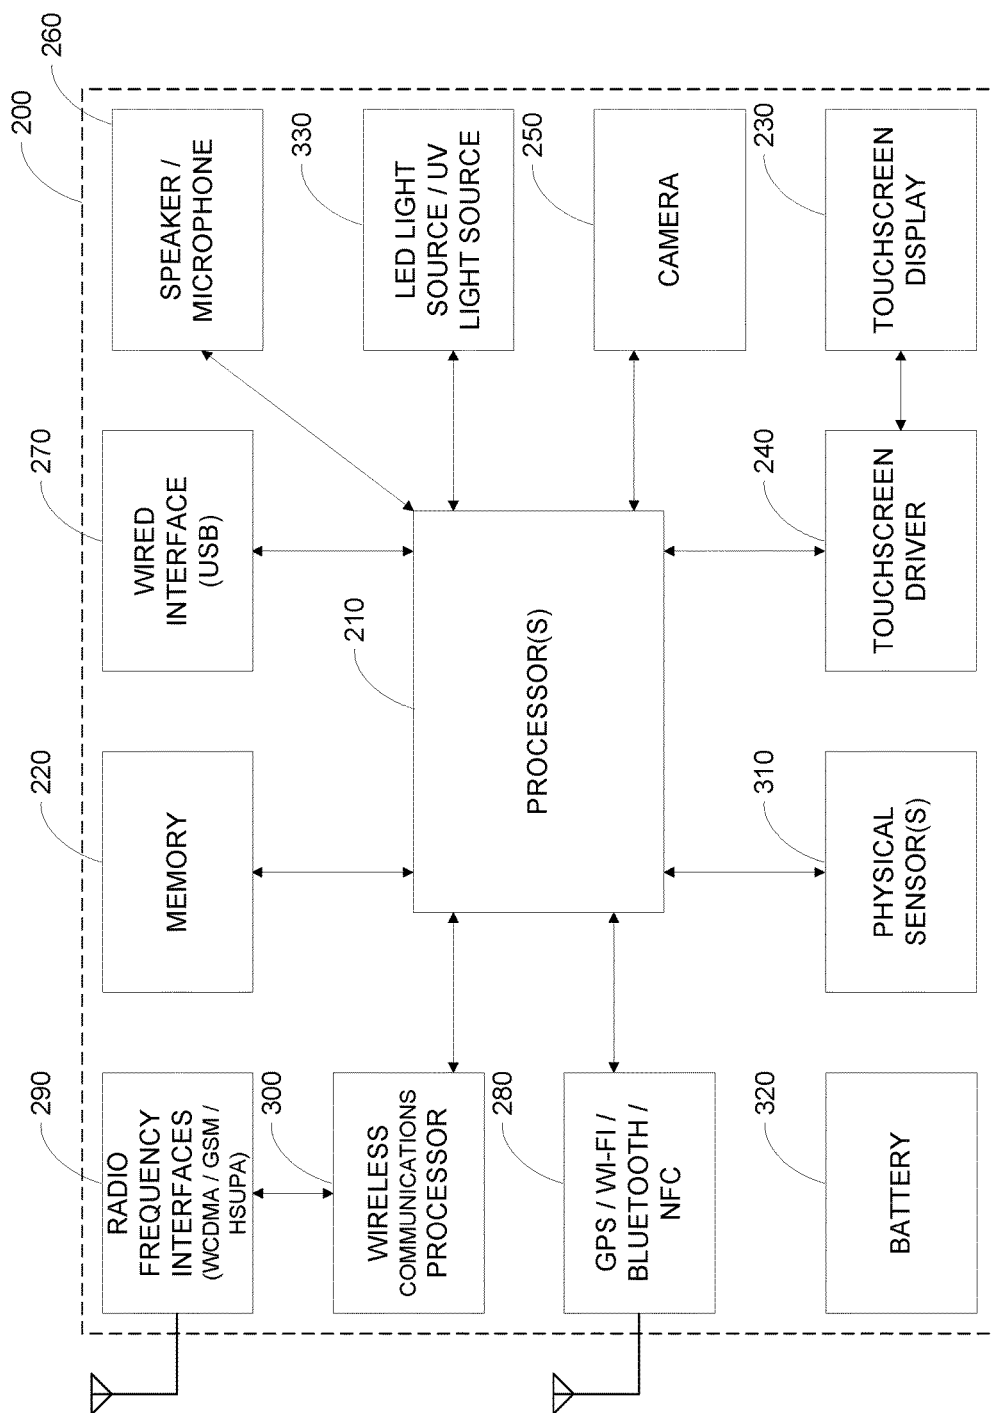 200
290
RADIO
FREQUENCY
INTERFACES
(WCDMA / GSM /
HSUPA)
220
MEMORY
270
WIRED
INTERFACE
(USB)
260
SPEAKER /
MICROPHONE
300
WIRELESS
COMMUNICATIONS
PROCESSOR
210
PROCESSOR(S)
330
LED LIGHT
SOURCE / UV
LIGHT SOURCE
280
GPS / WI-FI /
BLUETOOTH /
NFC
250
CAMERA
320
BATTERY
310
PHYSICAL
SENSOR(S)
240
TOUCHSCREEN
DRIVER
230
TOUCHSCREEN
DISPLAY